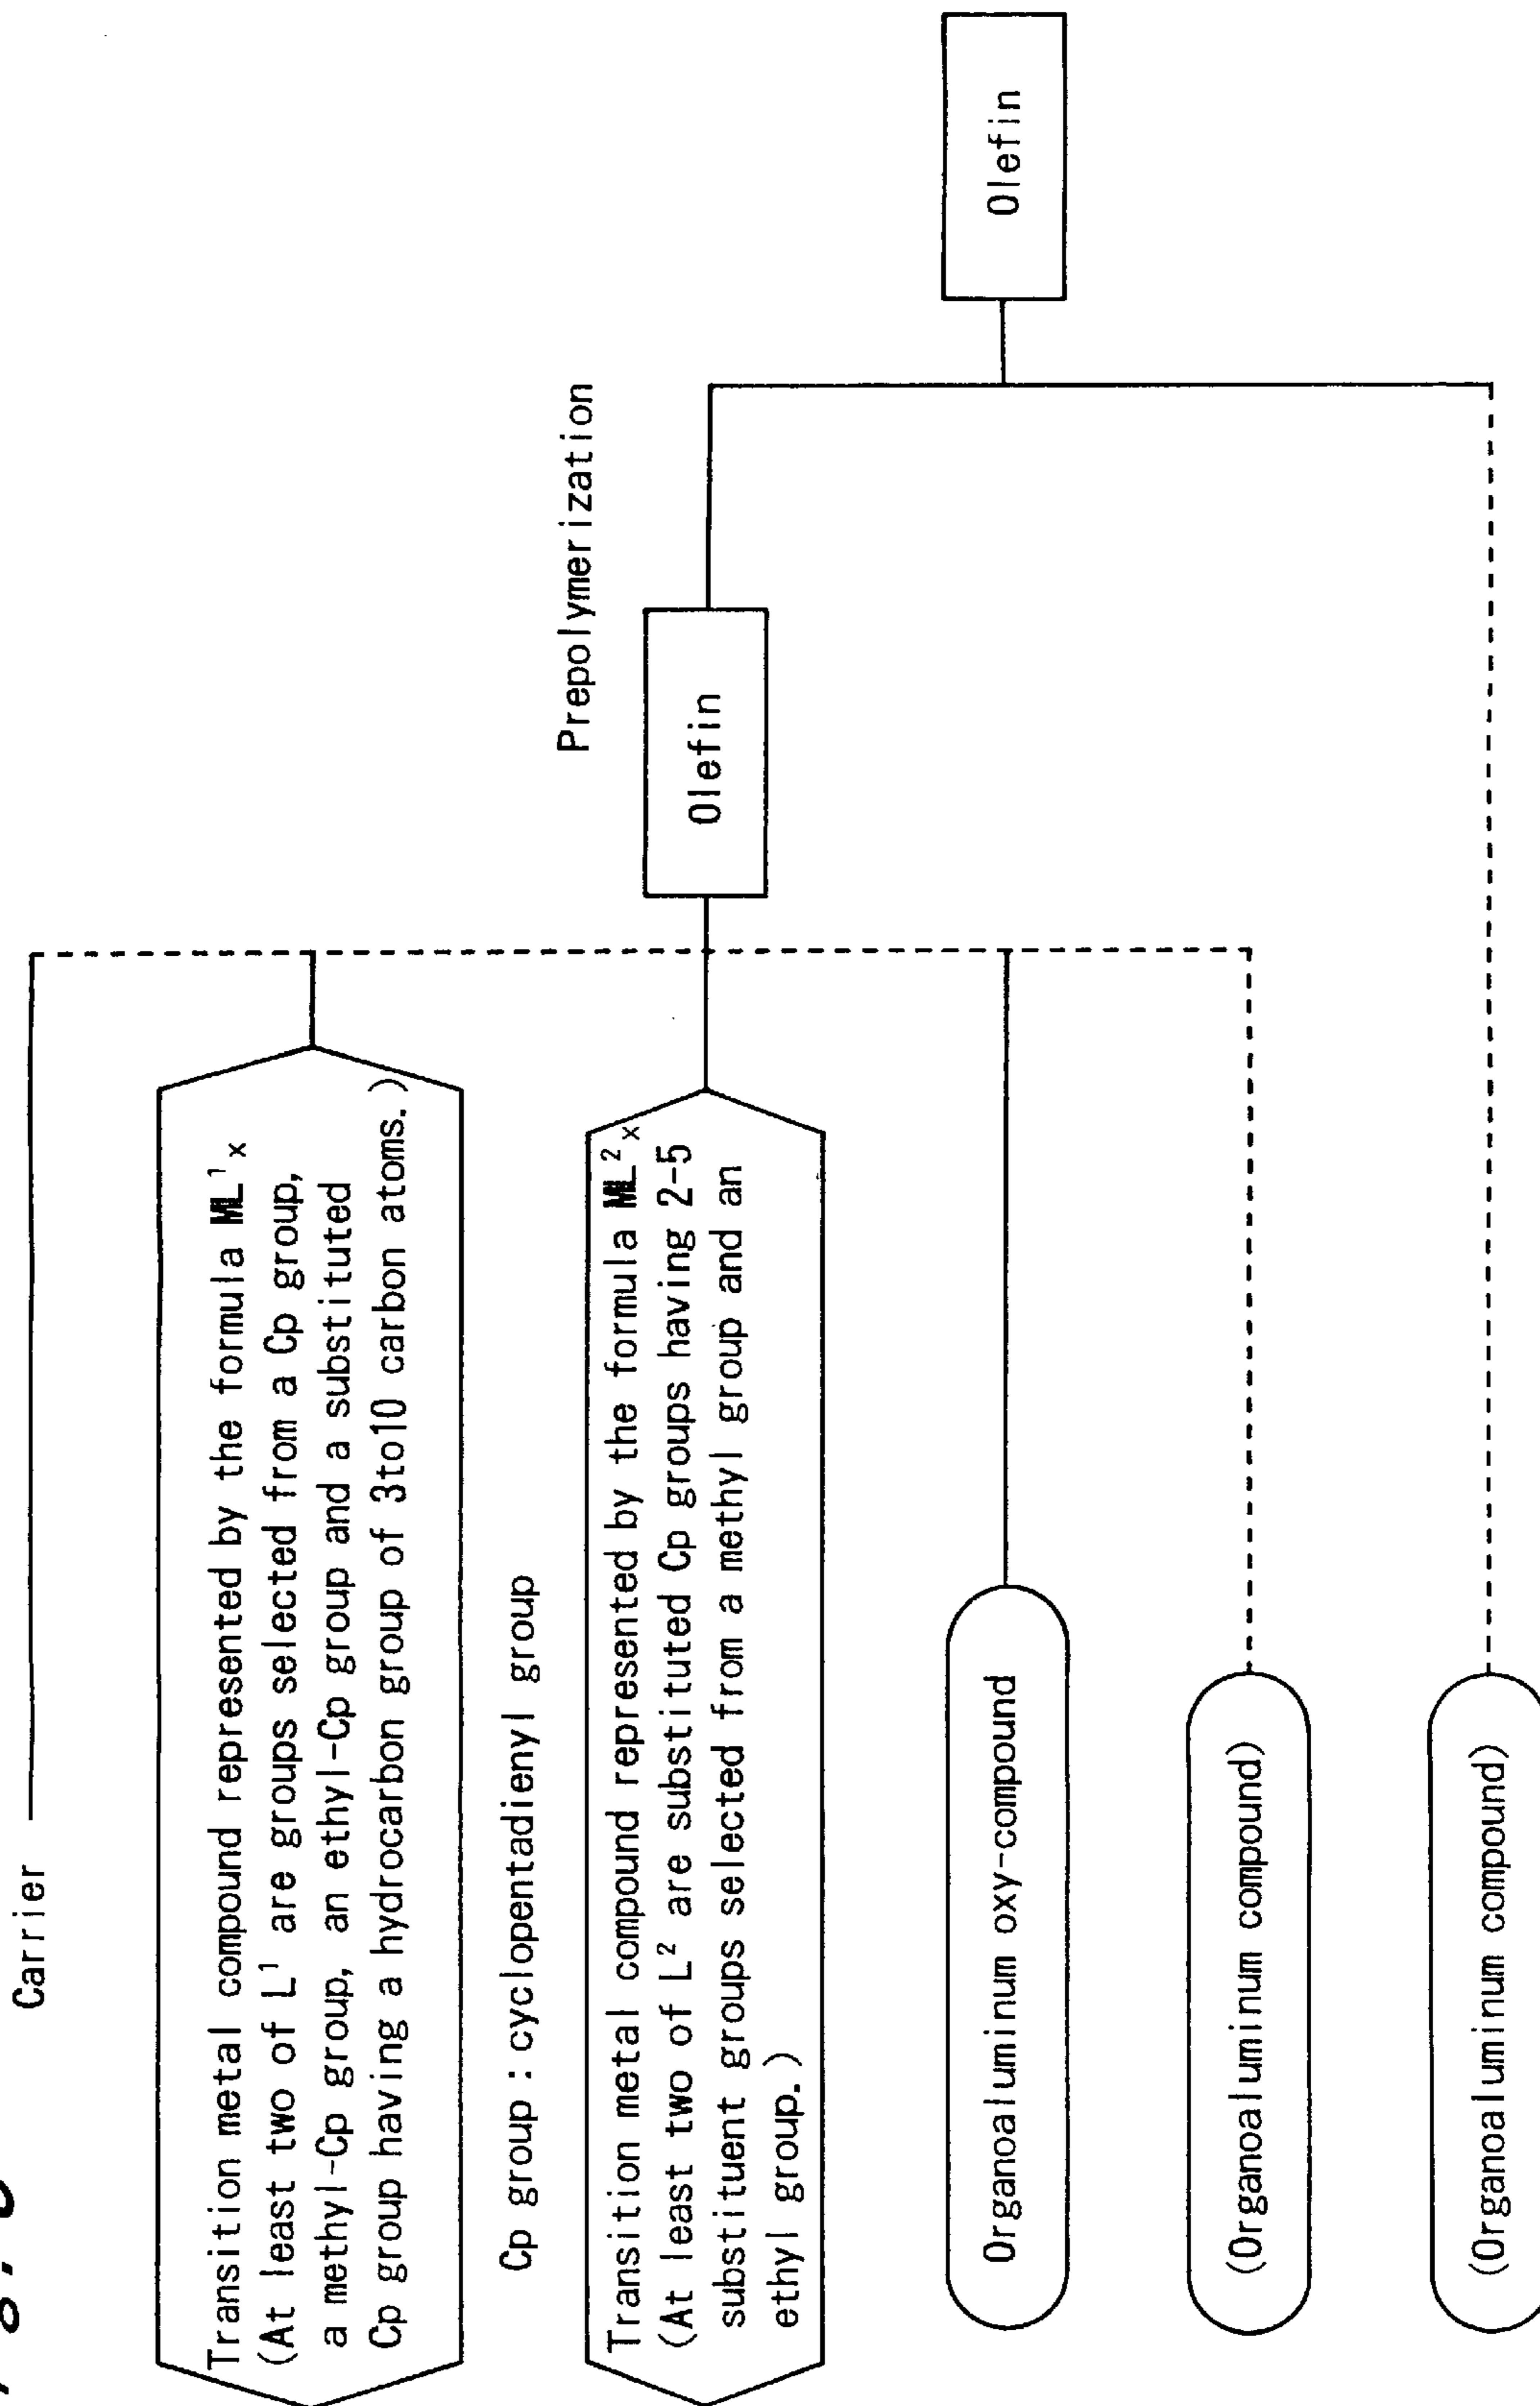 Carrier
Transition metal compound represented by the formula ML¹x
(At least two of L¹ are groups selected from a Cp group,
a methyl-Cp group, an ethyl-Cp group and a substituted
Cp group having a hydrocarbon group of 3to10 carbon atoms.)
Cp group : cyclopentadienyl group
Transition metal compound represented by the formula ML²x
(At least two of L² are substituted Cp groups having 2-5
substituent groups selected from a methyl group and an
ethyl group.)
Organoaluminum oxy-compound
(Organoaluminum compound)
(Organoaluminum compound)
Prepolymerization
Olefin
Olefin